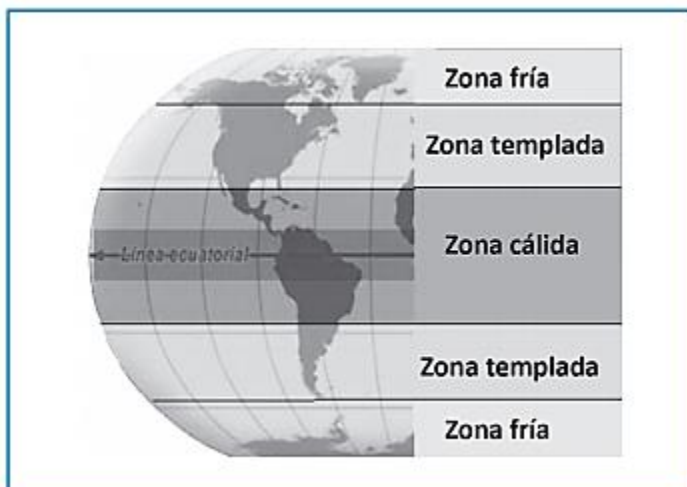 Zona fría
Zona templada
Zona cálida
Línea ecuatorial
Zona templada
Zona fría